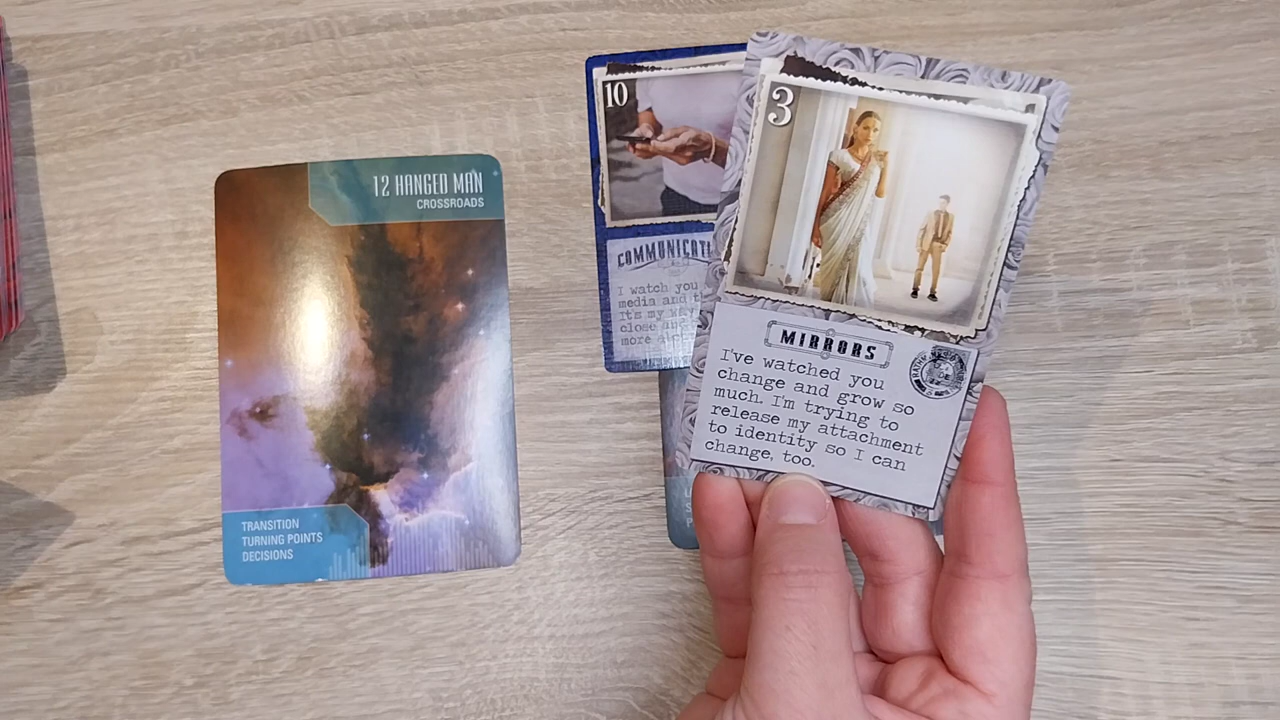 12 HANGED MAN
CROSSROADS
TRANSITION
TURNING POINTS
DECISIONS
10
I watch you
media and
It's my way
close
more
3
MIRRORS
I've watched you
change and grow so
much. I'm trying to
release my attachment
to identity so I can
change, too.